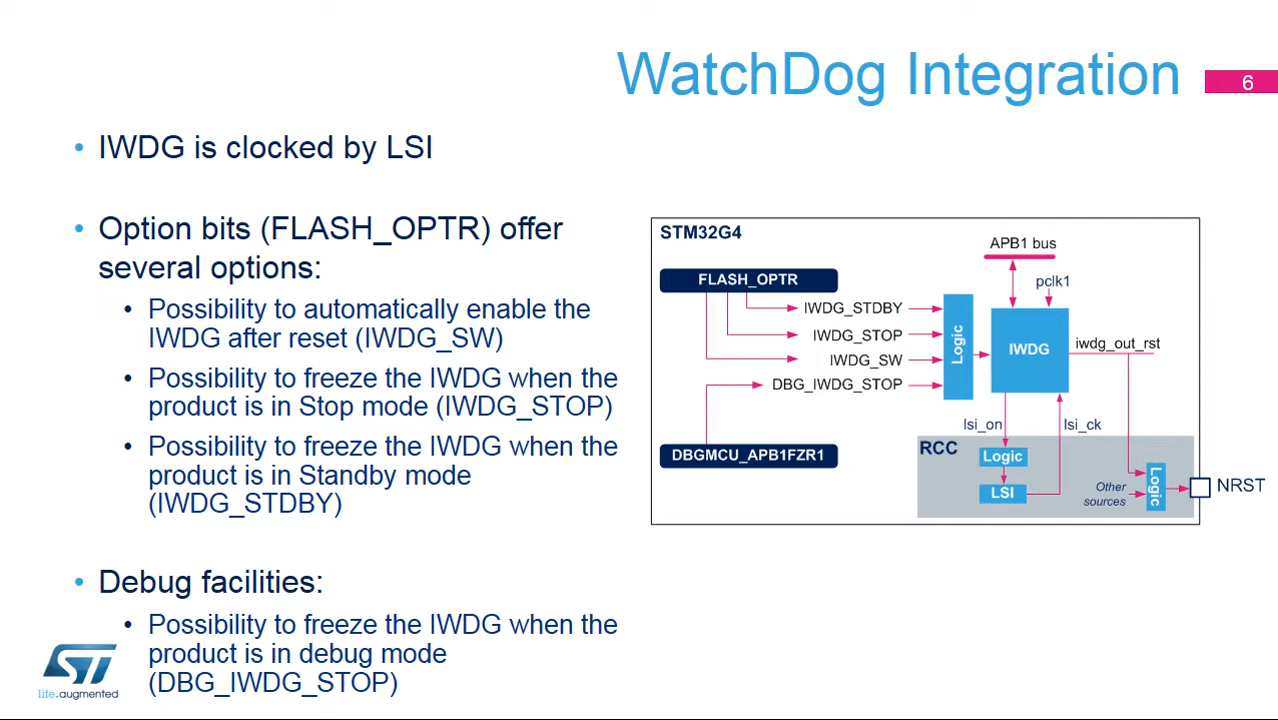 WatchDog Integration
6
• IWDG is clocked by LSI
• Option bits (FLASH_OPTR) offer
several options:
• Possibility to automatically enable the
IWDG after reset (IWDG_SW)
• Possibility to freeze the IWDG when the
product is in Stop mode (IWDG_STOP)
• Possibility to freeze the IWDG when the
product is in Standby mode
(IWDG_STDBY)
• Debug facilities:
• Possibility to freeze the IWDG when the
product is in debug mode
(DBG_IWDG_STOP)
STM32G4
APB1 bus
FLASH_OPTR
pclk1
IWDG_STDBY
IWDG_STOP
IWDG_SW
DBG_IWDG_STOP
Logic
IWDG
iwdg_out_rst
lsi_on
lsi_ck
DBGMCU_APB1FZR1
RCC
Logic
LSI
Other
sources
Logic
NRST
ST
life.augmented